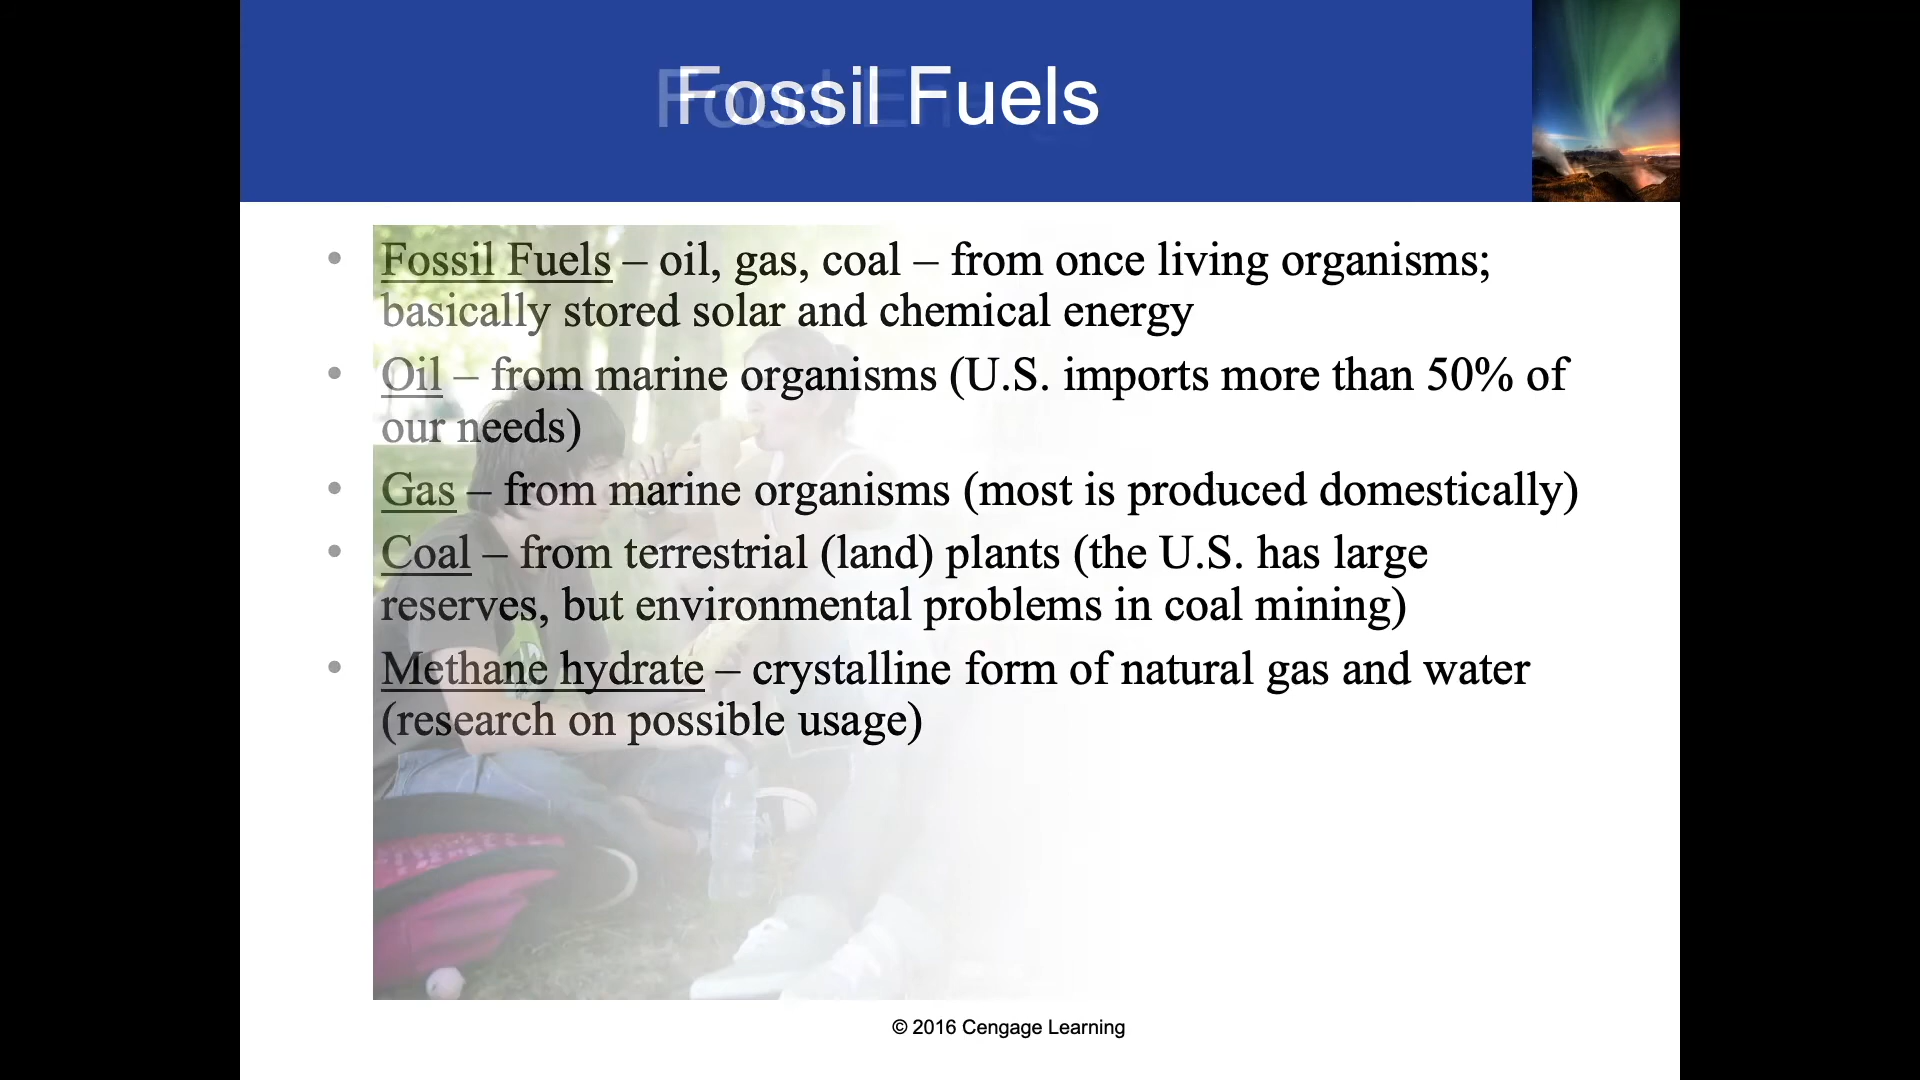 Fossil Fuels
• Fossil Fuels – oil, gas, coal – from once living organisms;
basically stored solar and chemical energy
• Oil – from marine organisms (U.S. imports more than 50% of
our needs)
• Gas – from marine organisms (most is produced domestically)
• Coal – from terrestrial (land) plants (the U.S. has large
reserves, but environmental problems in coal mining)
• Methane hydrate – crystalline form of natural gas and water
(research on possible usage)
© 2016 Cengage Learning